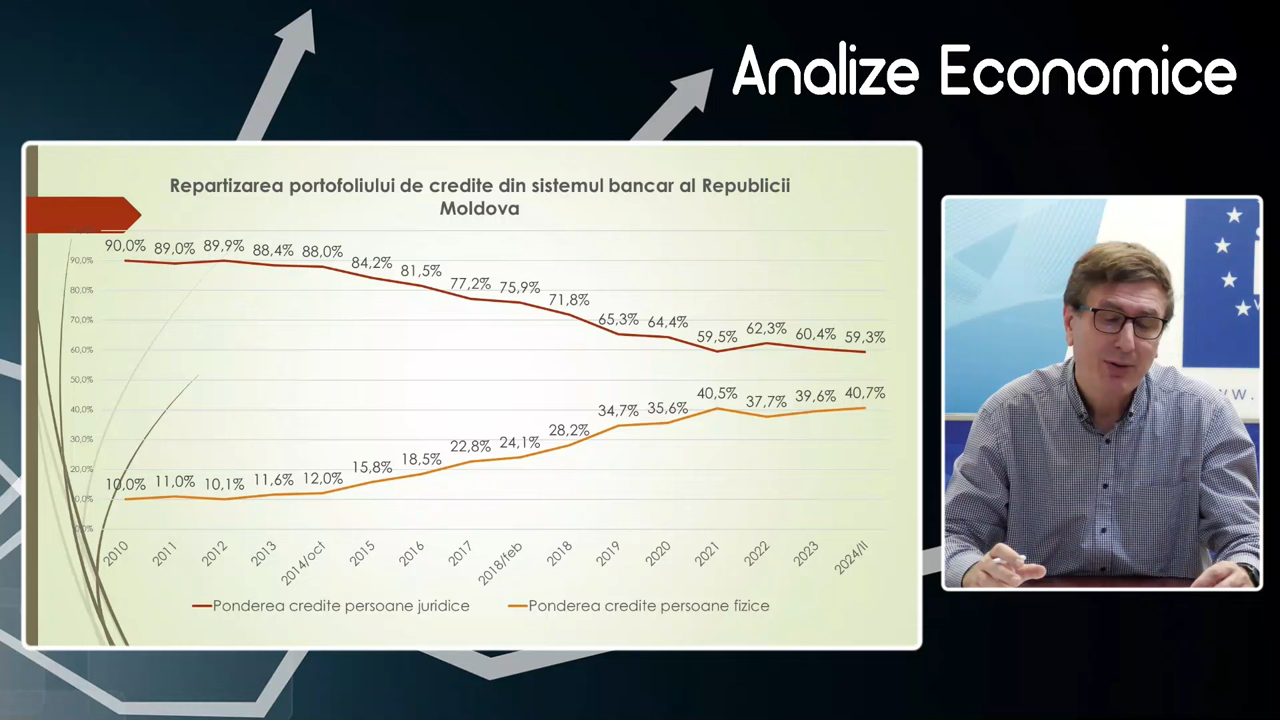 Analize Economice
Repartizarea portofoliului de credite din sistemul bancar al Republicii
Moldova
90,0% 89,0% 89,9% 88,4% 88,0% 84,2% 81,5% 77,2% 75,9% 71,8% 65,3% 64,4% 59,5% 62,3% 60,4% 59,3%
90,0%
80,0%
70,0%
60,0%
50,0%
40,0%
30,0%
20,0%
10,0% 11,0% 10,1% 11,6% 12,0% 15,8% 18,5% 22,8% 24,1% 28,2% 34,7% 35,6% 40,5% 37,7% 39,6% 40,7%
2010 2011 2012 2013 2014/oct 2015 2016 2017 2018/feb 2018 2019 2020 2021 2022 2023 2024/II
Ponderea credite persoane juridice Ponderea credite persoane fizice